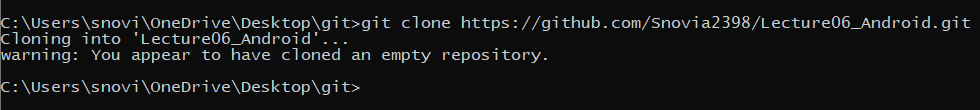 C:\Users\snovi\OneDrive\Desktop\git>git clone https://github.com/Snovia2398/Lecture06_Android.git
Cloning into 'Lecture06_Android'...
warning: You appear to have cloned an empty repository.
C:\Users\snovi\OneDrive\Desktop\git>